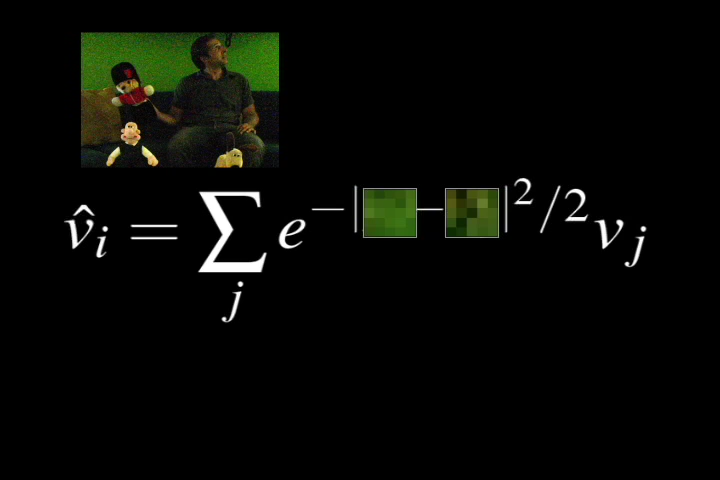 v̂ᵢ = ∑ⱼ e^{-| - |²/2} vⱼ